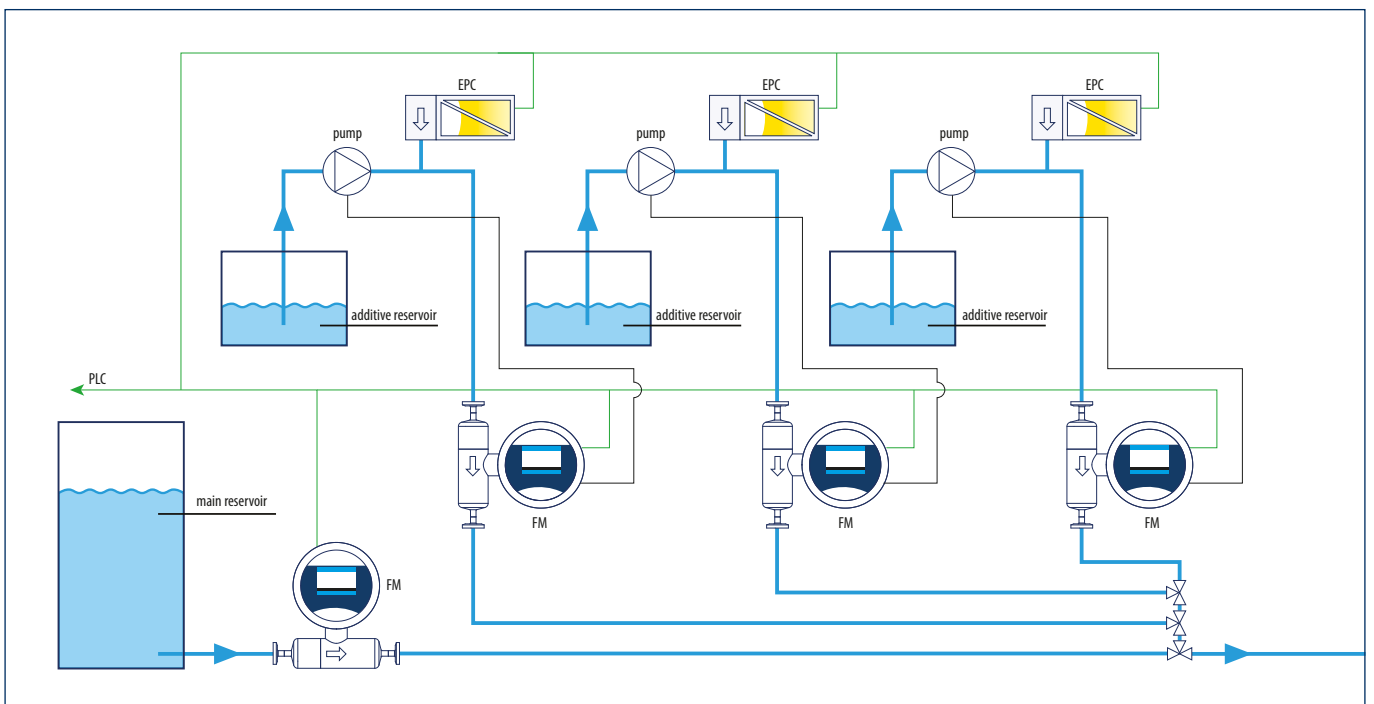 EPC
EPC
EPC
pump
pump
pump
additive reservoir
additive reservoir
additive reservoir
PLC
main reservoir
FM
FM
FM
FM